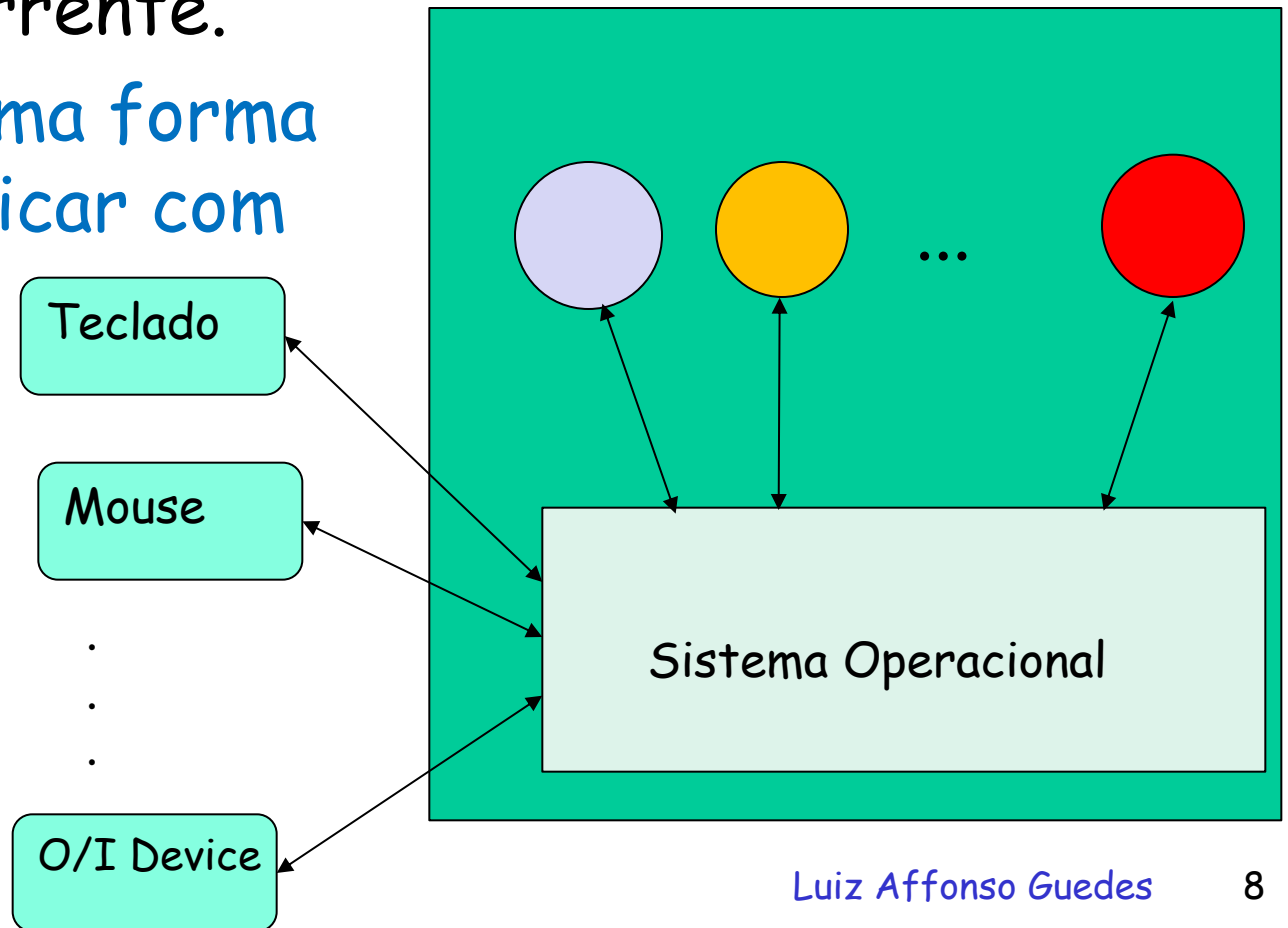 rrente.
ma forma
icar com
...
Teclado
Mouse
.
.
.
Sistema Operacional
O/I Device
Luiz Affonso Guedes 8